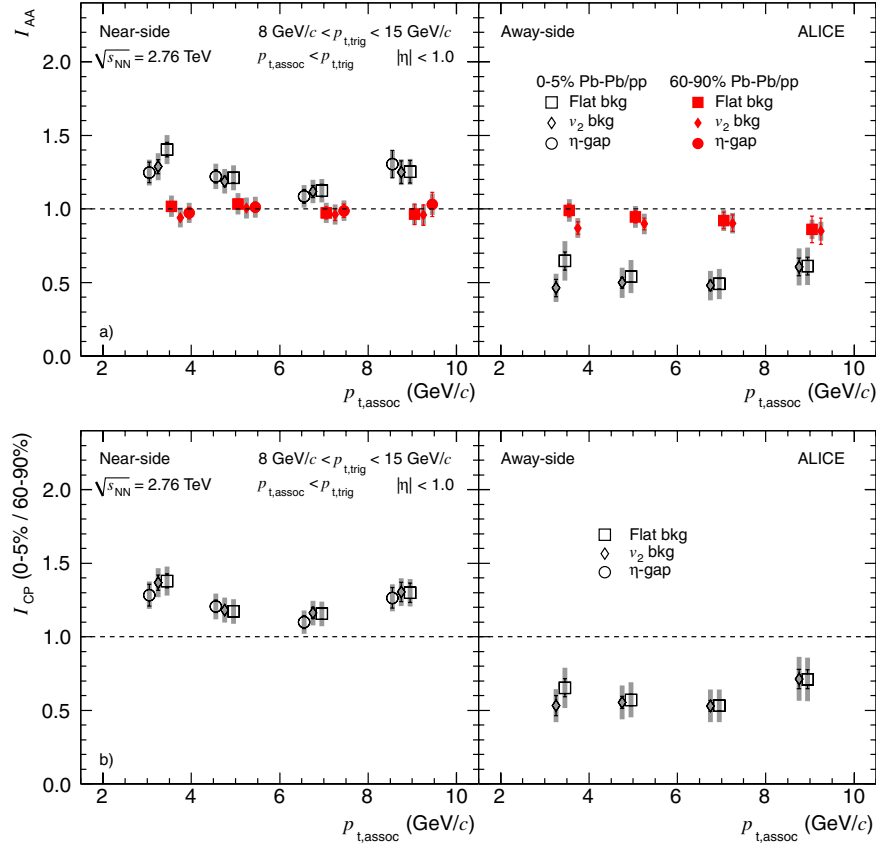 I_AA
Near-side
8 GeV/c < p_t,trig < 15 GeV/c
√s_NN = 2.76 TeV
p_t,assoc < p_t,trig
|η| < 1.0
Away-side
ALICE
0-5% Pb-Pb/pp
60-90% Pb-Pb/pp
Flat bkg
Flat bkg
v_2 bkg
v_2 bkg
η-gap
η-gap
2.0
1.5
1.0
0.5
0.0
a)
2 4 6 8 10
4 6 8 10
p_t,assoc (GeV/c)
p_t,assoc (GeV/c)
I_CP (0-5% / 60-90%)
Near-side
8 GeV/c < p_t,trig < 15 GeV/c
√s_NN = 2.76 TeV
p_t,assoc < p_t,trig
|η| < 1.0
Away-side
ALICE
Flat bkg
v_2 bkg
η-gap
2.0
1.5
1.0
0.5
0.0
b)
2 4 6 8 10
2 4 6 8 10
p_t,assoc (GeV/c)
p_t,assoc (GeV/c)